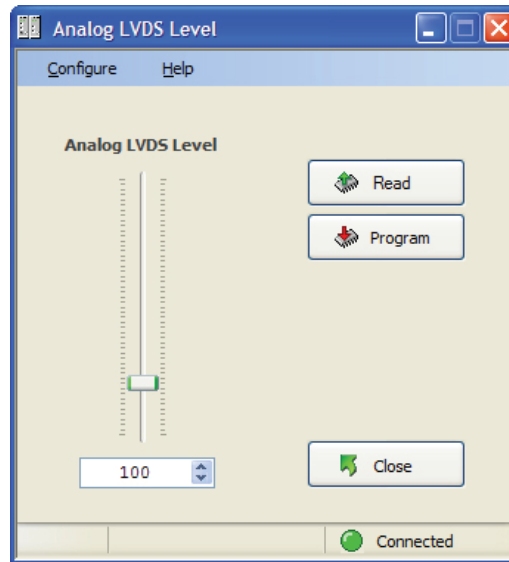 Analog LVDS Level
Configure Help
Analog LVDS Level
Read
Program
100
Close
Connected